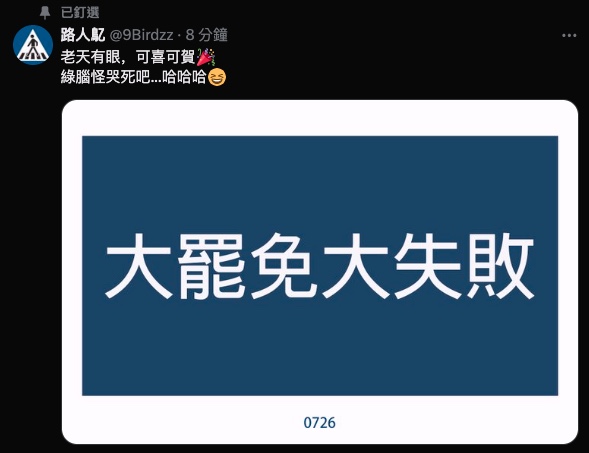 已釘選
路人鳦 @9Birdzz · 8 分鐘
老天有眼，可喜可賀🎉
綠腦怪哭死吧...哈哈哈😆
大罷免大失敗
0726